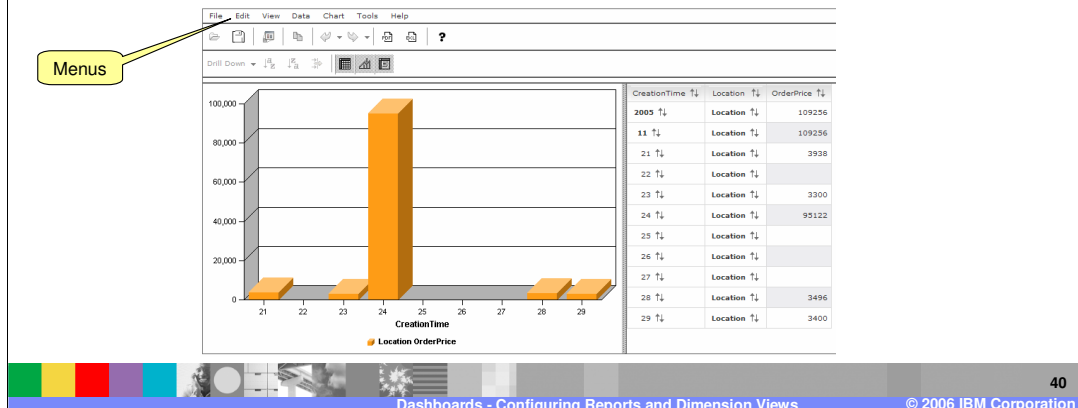 File Edit View Data Chart Tools Help
PDF XSL ?
Drill Down
Menus
CreationTime Location OrderPrice
2005 Location 109256
11 Location 109256
21 Location 3938
22 Location
23 Location 3300
24 Location 95122
25 Location
26 Location
27 Location
28 Location 3496
29 Location 3400
100,000
80,000
60,000
40,000
20,000
0
21 22 23 24 25 26 27 28 29
CreationTime
Location OrderPrice
40
Dashboards - Configuring Reports and Dimension Views © 2006 IBM Corporation